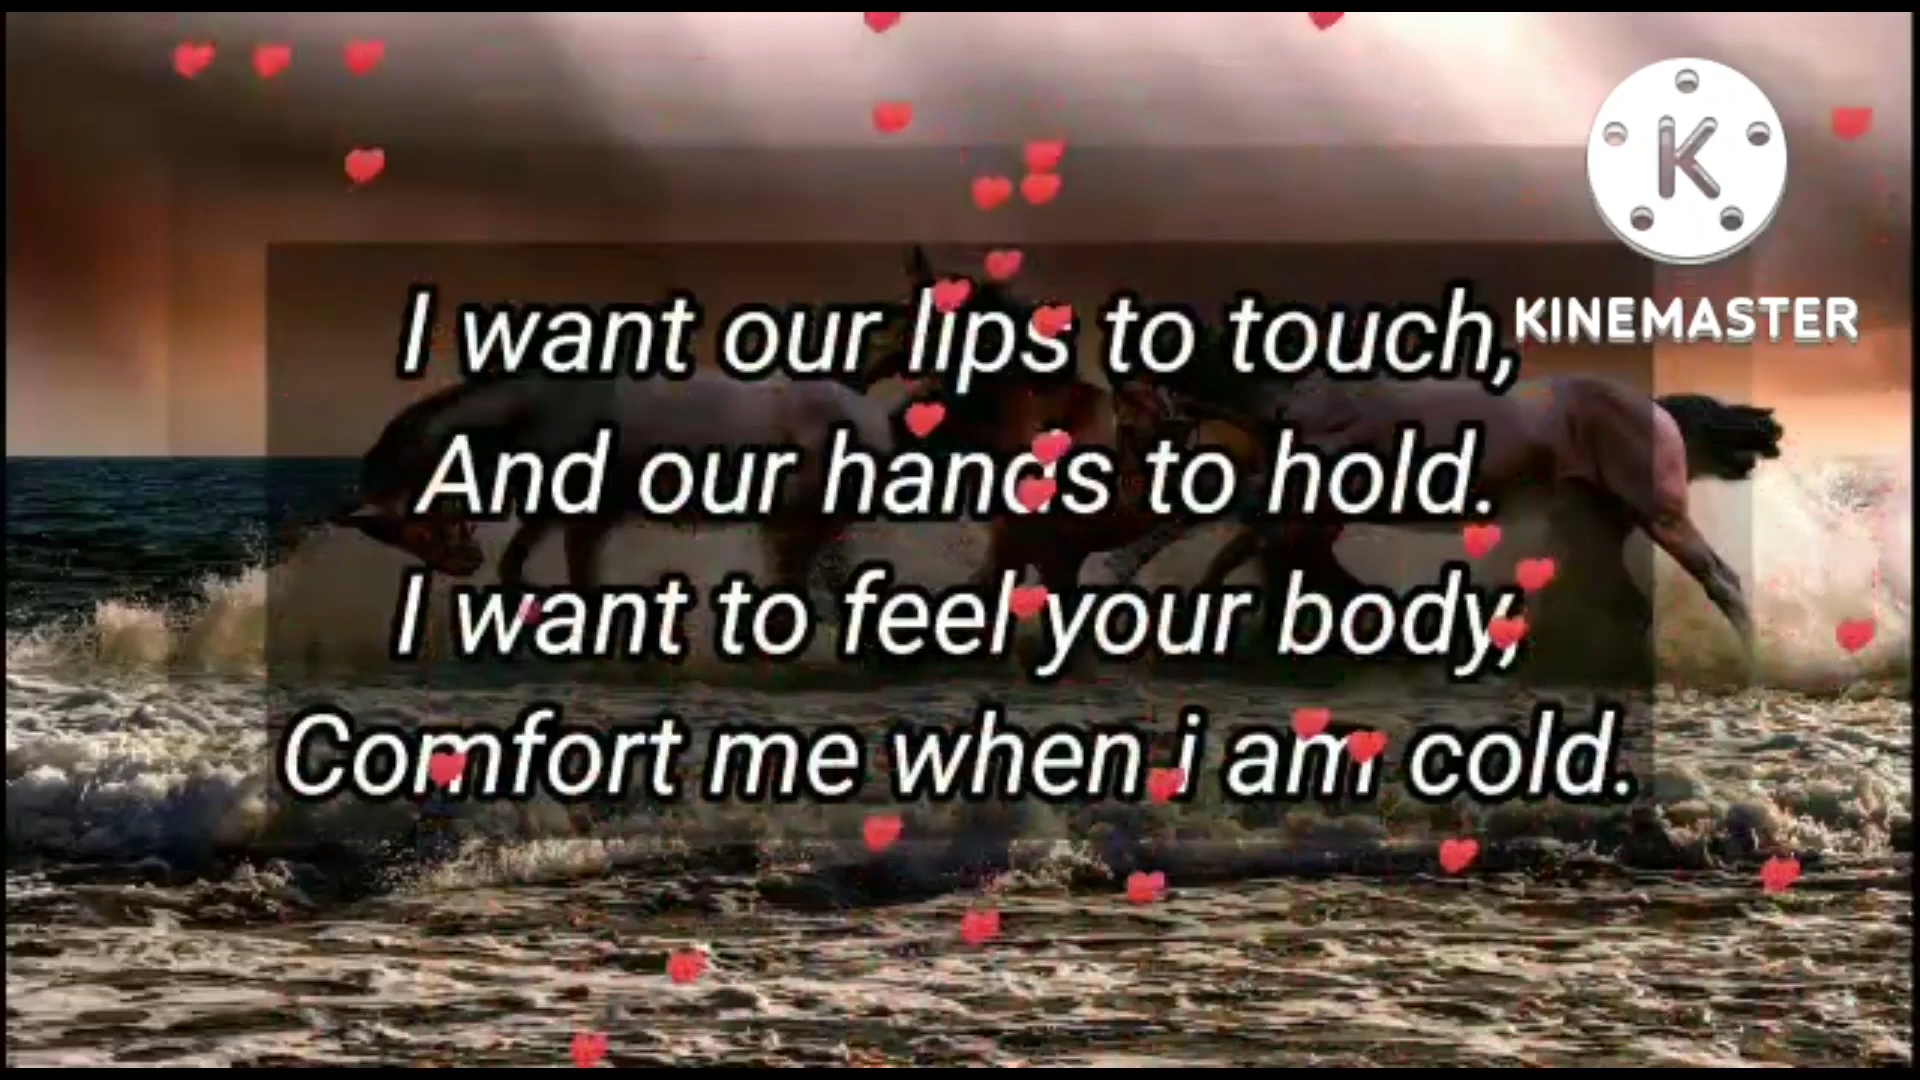 K
KINEMASTER
I want our lips to touch,
And our hands to hold.
I want to feel your body,
Comfort me when i am cold.